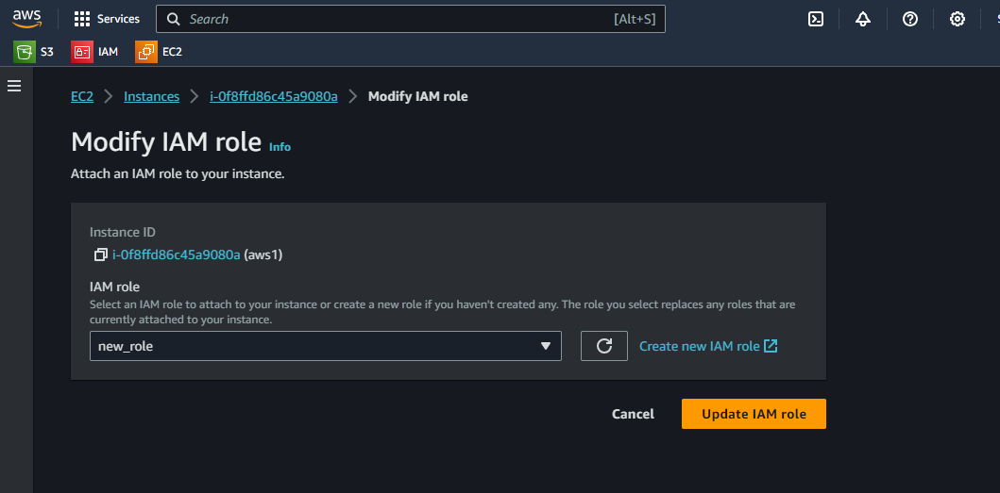 aws Services Search [Alt+S]
S3 IAM EC2
EC2 Instances i-0f8ffd86c45a9080a Modify IAM role
Modify IAM role Info
Attach an IAM role to your instance.
Instance ID
i-0f8ffd86c45a9080a (aws1)
IAM role
Select an IAM role to attach to your instance or create a new role if you haven't created any. The role you select replaces any roles that are
currently attached to your instance.
new_role Create new IAM role
Cancel Update IAM role